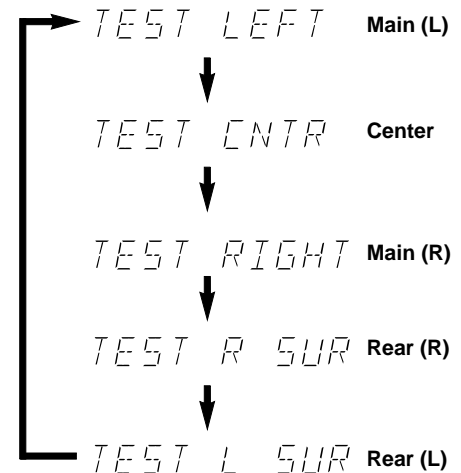 TEST LEFT Main (L)
TEST CNTR Center
TEST RIGHT Main (R)
TEST R SUR Rear (R)
TEST L SUR Rear (L)